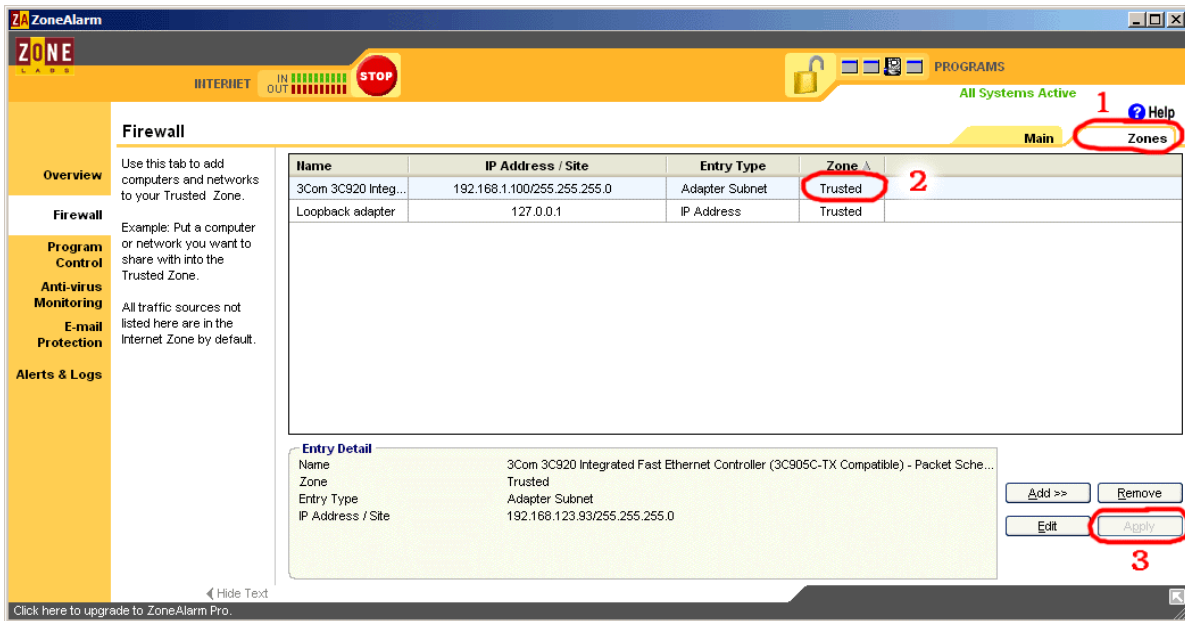 ZA ZoneAlarm
ZONE
LABS
INTERNET
IN
OUT
STOP
PROGRAMS
All Systems Active
1
? Help
Firewall
Main
Zones
Overview
Firewall
Program
Control
Anti-virus
Monitoring
E-mail
Protection
Alerts & Logs
Use this tab to add
computers and networks
to your Trusted Zone.
Example: Put a computer
or network you want to
share with into the
Trusted Zone.
All traffic sources not
listed here are in the
Internet Zone by default.
Name IP Address / Site Entry Type Zone
3Com 3C920 Integ... 192.168.1.100/255.255.255.0 Adapter Subnet Trusted
2
Loopback adapter 127.0.0.1 IP Address Trusted
Entry Detail
Name 3Com 3C920 Integrated Fast Ethernet Controller (3C905C-TX Compatible) - Packet Sche...
Zone Trusted
Entry Type Adapter Subnet
IP Address / Site 192.168.123.93/255.255.255.0
Add >> Remove
Edit Apply
3
Hide Text
Click here to upgrade to ZoneAlarm Pro.